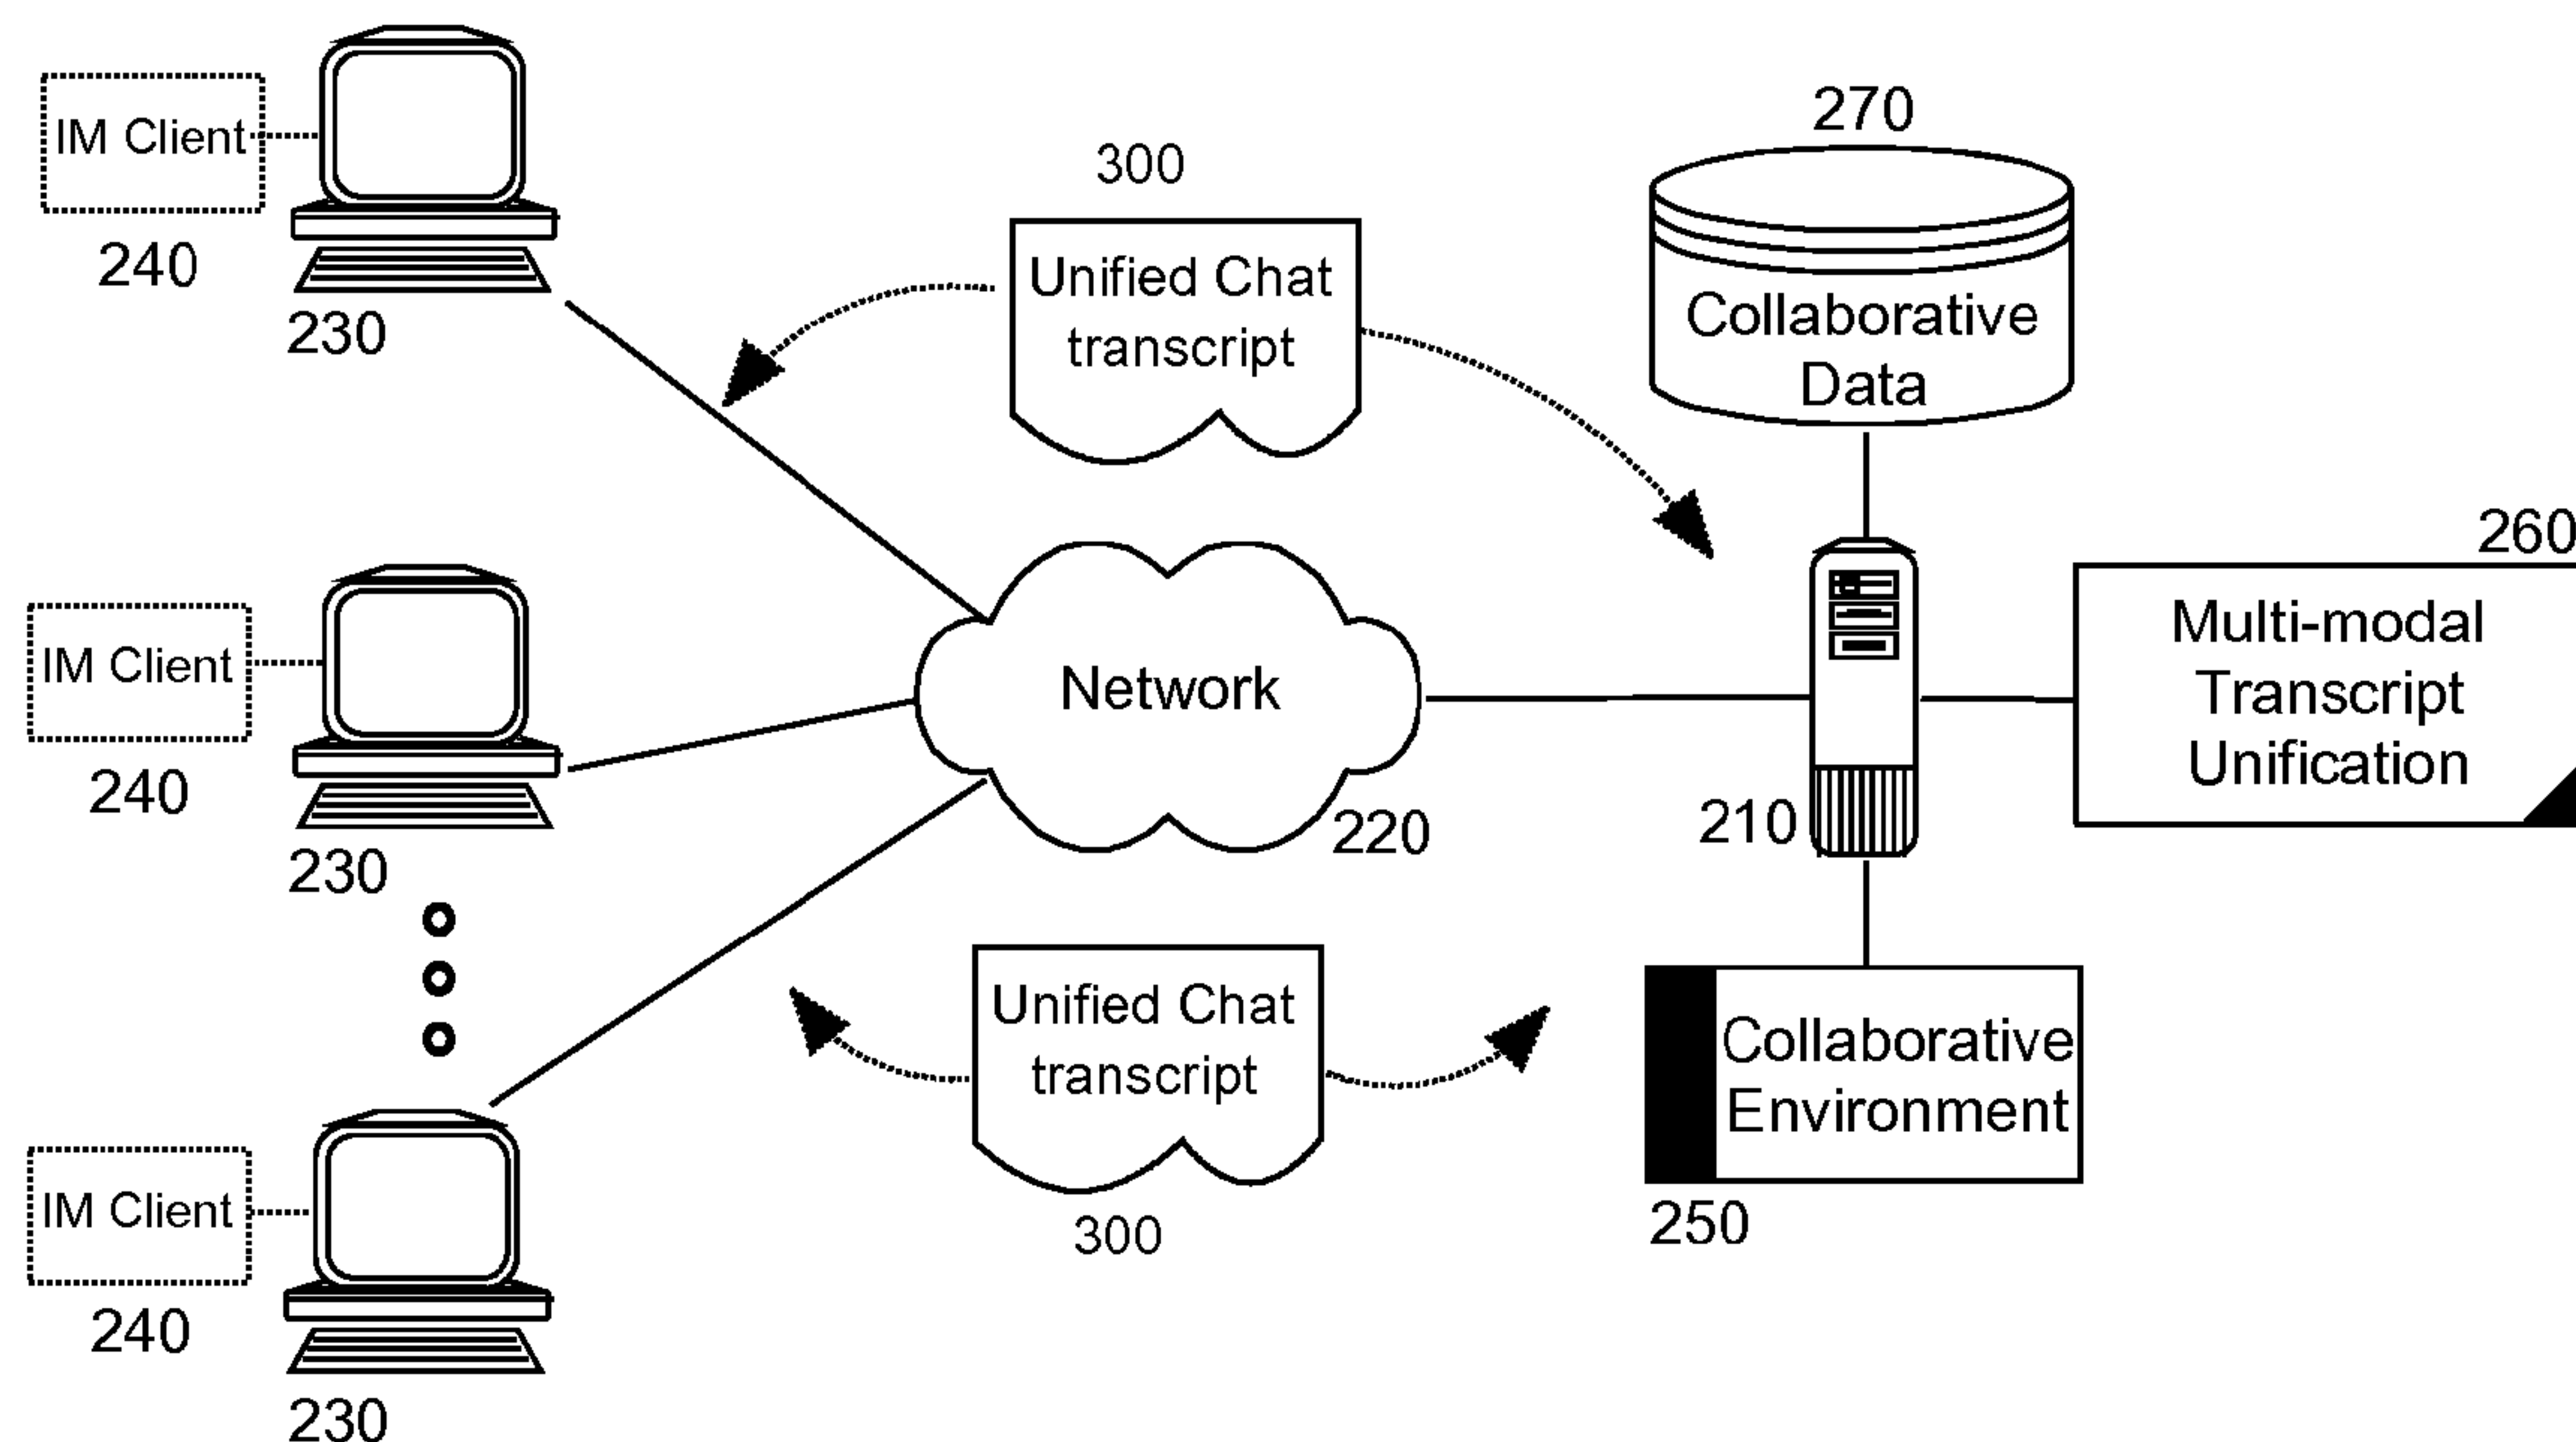 270
300
IM Client
240
230
Unified Chat
transcript
Collaborative
Data
260
IM Client
240
230
Network
220
210
Multi-modal
Transcript
Unification
Unified Chat
transcript
300
Collaborative
Environment
250
IM Client
240
230